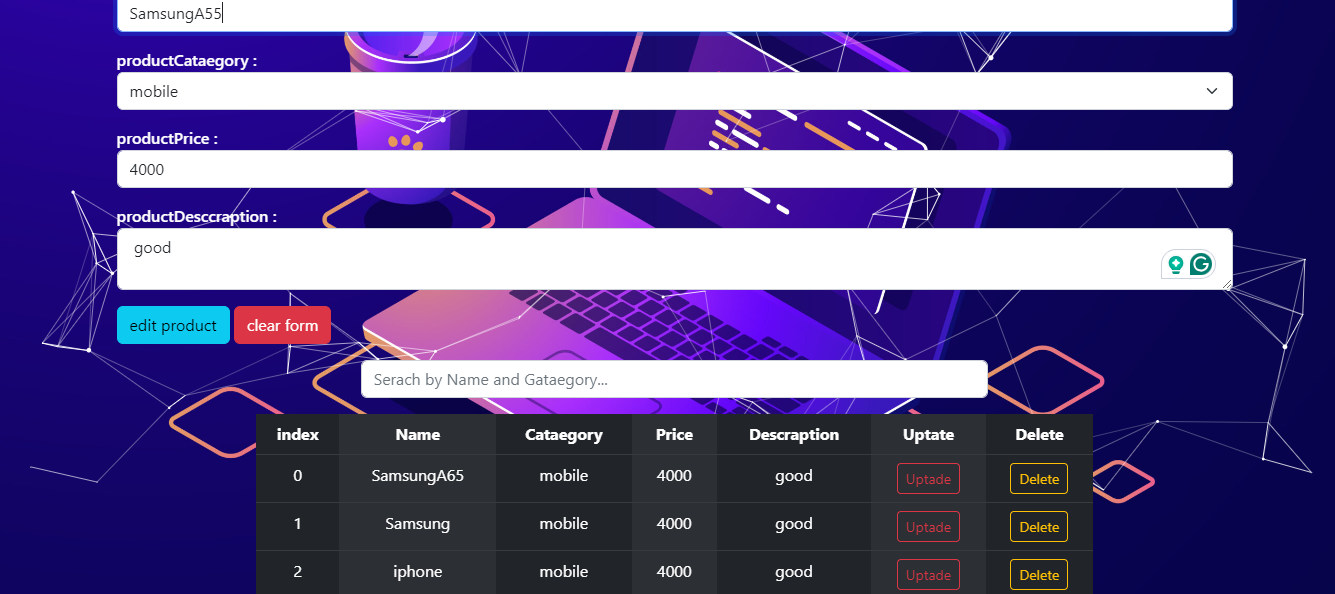 SamsungA55
productCataegory :
mobile
productPrice :
4000
productDesccraption :
good
edit product clear form
Serach by Name and Gataegory...
index Name Cataegory Price Descraption Uptate Delete
0 SamsungA65 mobile 4000 good Uptade Delete
1 Samsung mobile 4000 good Uptade Delete
2 iphone mobile 4000 good Uptade Delete